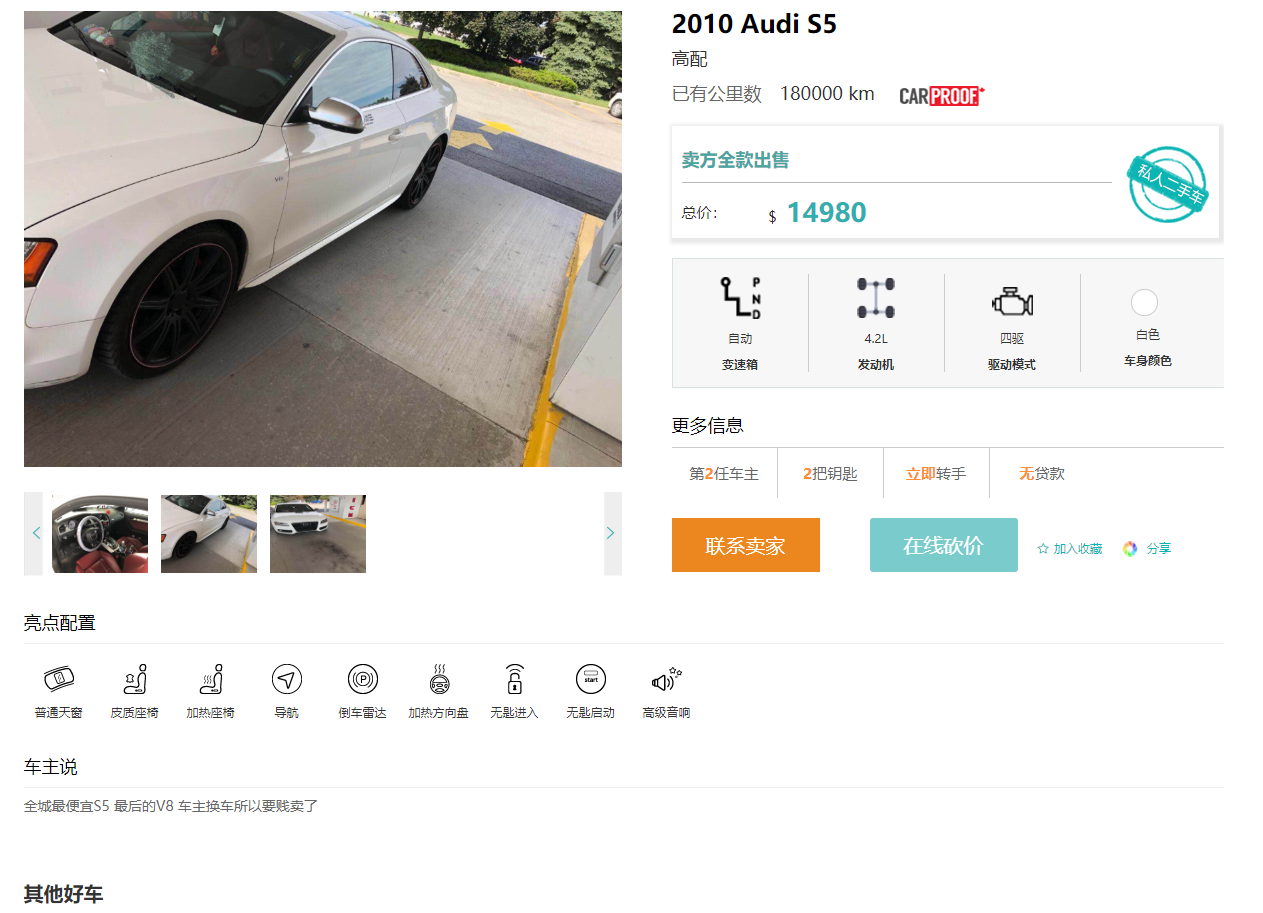 2010 Audi S5
高配
已有公里数 180000 km CARPROOF
卖方全款出售
私人二手车
总价: $ 14980
P
N
D
自动 4.2L 四驱 白色
变速箱 发动机 驱动模式 车身颜色
更多信息
第2任车主 2把钥匙 立即转手 无贷款
联系卖家 在线砍价 加入收藏 分享
亮点配置
P start
普通天窗 皮质座椅 加热座椅 导航 倒车雷达 加热方向盘 无匙进入 无匙启动 高级音响
车主说
全城最便宜S5 最后的V8 车主换车所以要贱卖了
其他好车